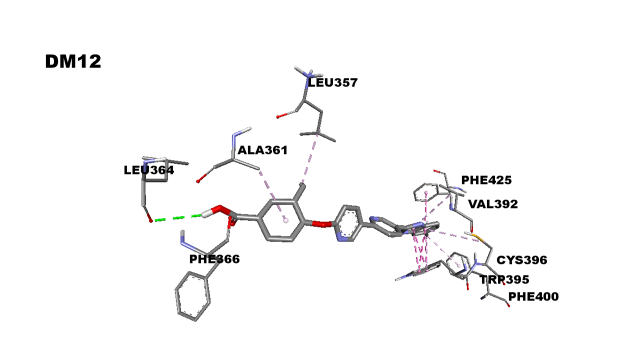 DM12
LEU357
ALA361
LEU364
PHE425
VAL392
PHE366
CYS396
TRP395
PHE400